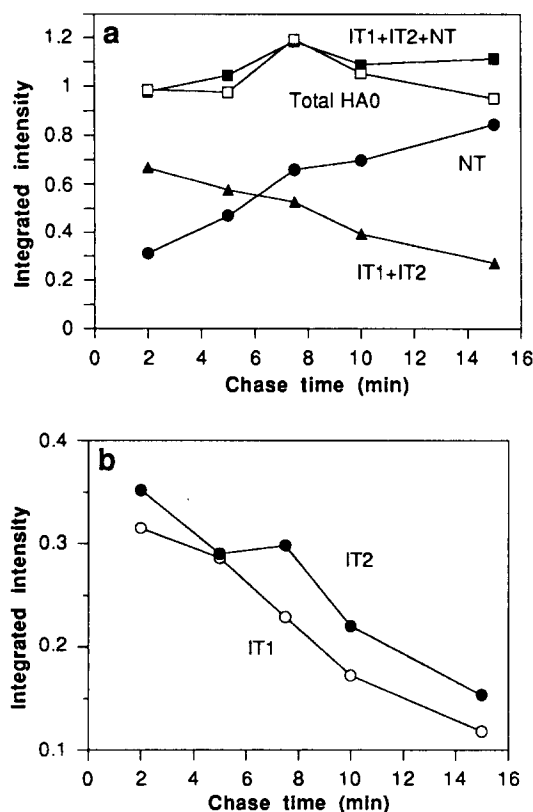 a
1.2
1
0.8
0.6
0.4
0.2
0
Integrated intensity
IT1+IT2+NT
Total HA0
NT
IT1+IT2
0 2 4 6 8 10 12 14 16
Chase time (min)
b
0.4
0.3
0.2
0.1
Integrated intensity
IT2
IT1
0 2 4 6 8 10 12 14 16
Chase time (min)